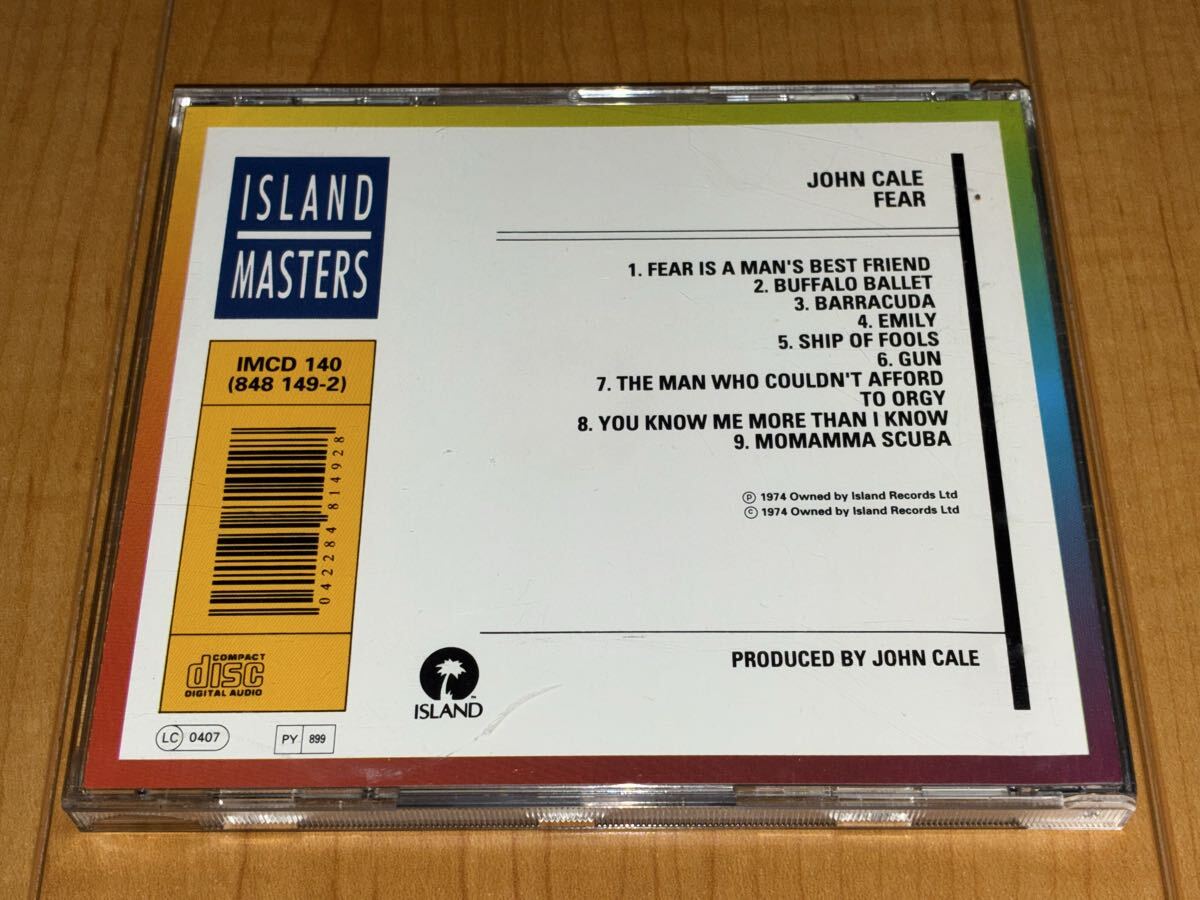 ISLAND
MASTERS
IMCD 140
(848 149-2)
042284 814928
COMPACT
disc
DIGITAL AUDIO
LC 0407
PY 899
JOHN CALE
FEAR
1. FEAR IS A MAN'S BEST FRIEND
2. BUFFALO BALLET
3. BARRACUDA
4. EMILY
5. SHIP OF FOOLS
6. GUN
7. THE MAN WHO COULDN'T AFFORD
TO ORGY
8. YOU KNOW ME MORE THAN I KNOW
9. MOMAMMA SCUBA
Ⓟ 1974 Owned by Island Records Ltd
© 1974 Owned by Island Records Ltd
PRODUCED BY JOHN CALE
ISLAND